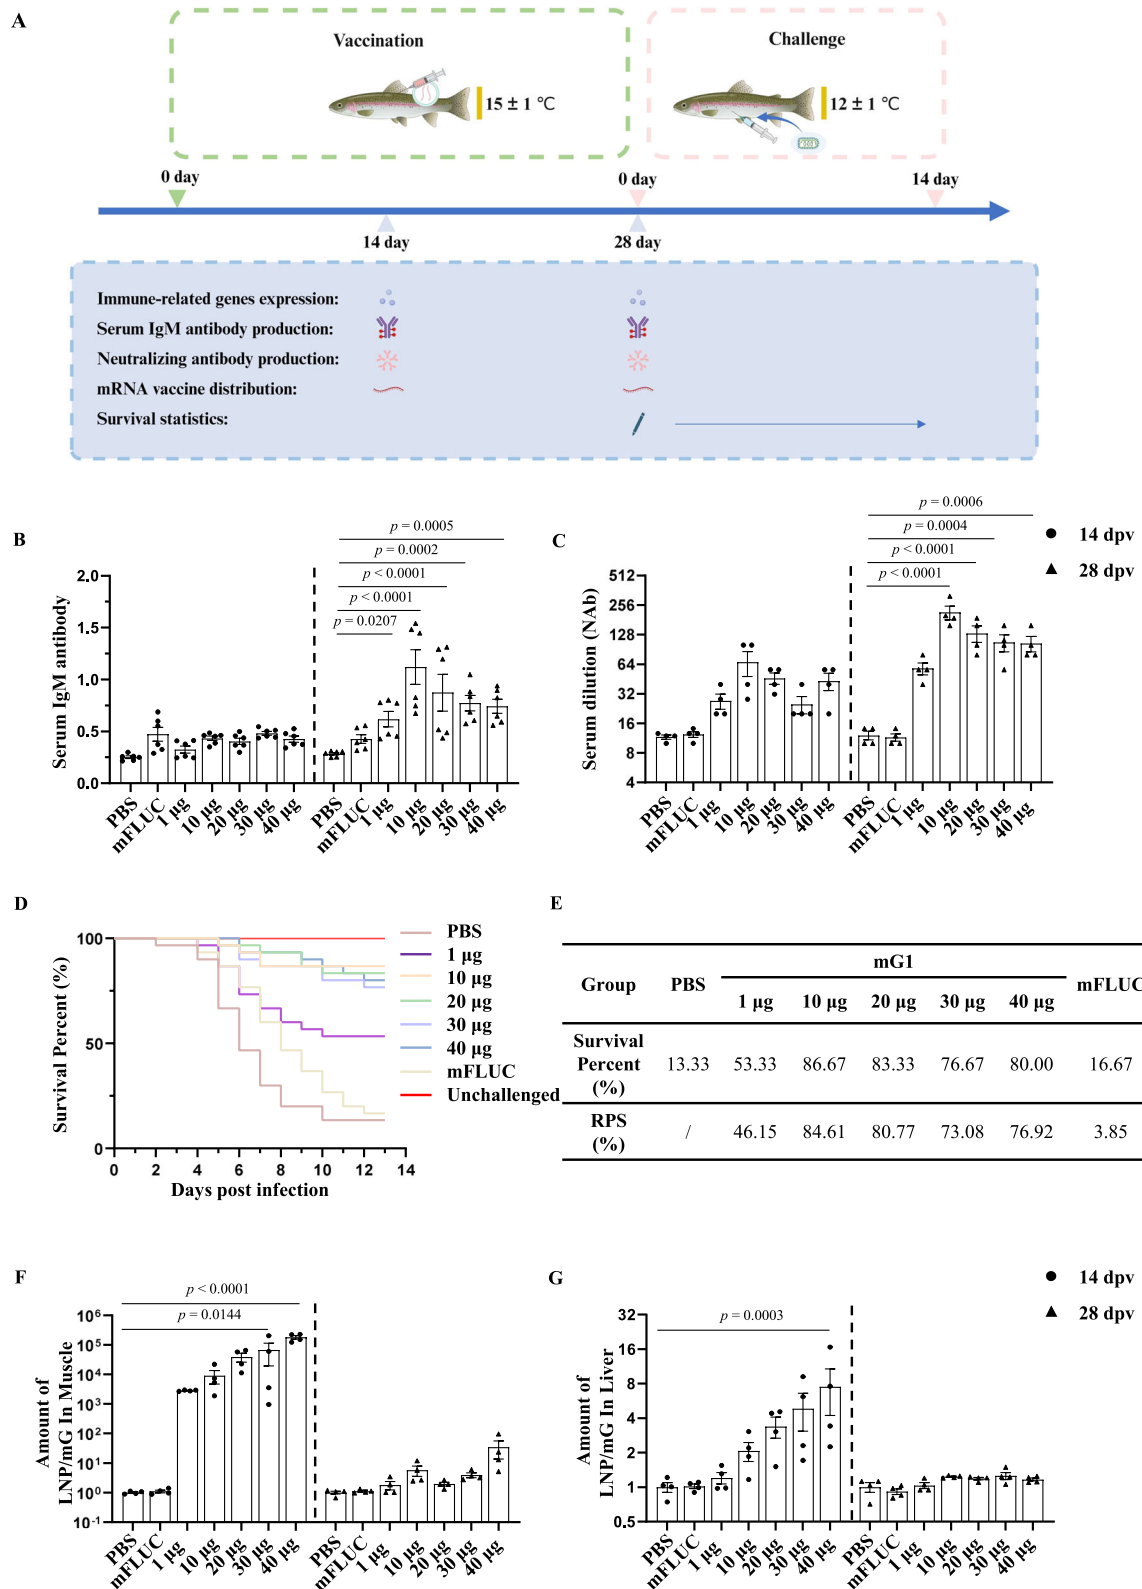 A
Vaccination
Challenge
15 ± 1 ℃
12 ± 1 ℃
0 day
0 day
14 day
14 day
28 day
Immune-related genes expression:
Serum IgM antibody production:
Neutralizing antibody production:
mRNA vaccine distribution:
Survival statistics:
B
p = 0.0005
p = 0.0002
p < 0.0001
p < 0.0001
p = 0.0207
Serum IgM antibody
2.0
1.5
1.0
0.5
0.0
PBS
mFLUC
1 µg
10 µg
20 µg
30 µg
40 µg
PBS
mFLUC
1 µg
10 µg
20 µg
30 µg
40 µg
C
p = 0.0006
p = 0.0004
p < 0.0001
p < 0.0001
14 dpv
28 dpv
Serum dilution (NAb)
512
256
128
64
32
16
8
4
PBS
mFLUC
1 µg
10 µg
20 µg
30 µg
40 µg
PBS
mFLUC
1 µg
10 µg
20 µg
30 µg
40 µg
D
Survival Percent (%)
100
50
0
0 2 4 6 8 10 12 14
Days post infection
PBS
1 µg
10 µg
20 µg
30 µg
40 µg
mFLUC
Unchallenged
E
Group PBS mG1 mFLUC
1 µg 10 µg 20 µg 30 µg 40 µg
Survival
Percent
(%)
13.33 53.33 86.67 83.33 76.67 80.00 16.67
RPS
(%)
/ 46.15 84.61 80.77 73.08 76.92 3.85
F
p < 0.0001
p = 0.0144
Amount of
LNP/mG In Muscle
10⁶
10⁵
10⁴
10³
10²
10¹
10⁰
10⁻¹
PBS
mFLUC
1 µg
10 µg
20 µg
30 µg
40 µg
PBS
mFLUC
1 µg
10 µg
20 µg
30 µg
40 µg
G
p = 0.0003
14 dpv
28 dpv
Amount of
LNP/mG In Liver
32
16
8
4
2
1
0.5
PBS
mFLUC
1 µg
10 µg
20 µg
30 µg
40 µg
PBS
mFLUC
1 µg
10 µg
20 µg
30 µg
40 µg